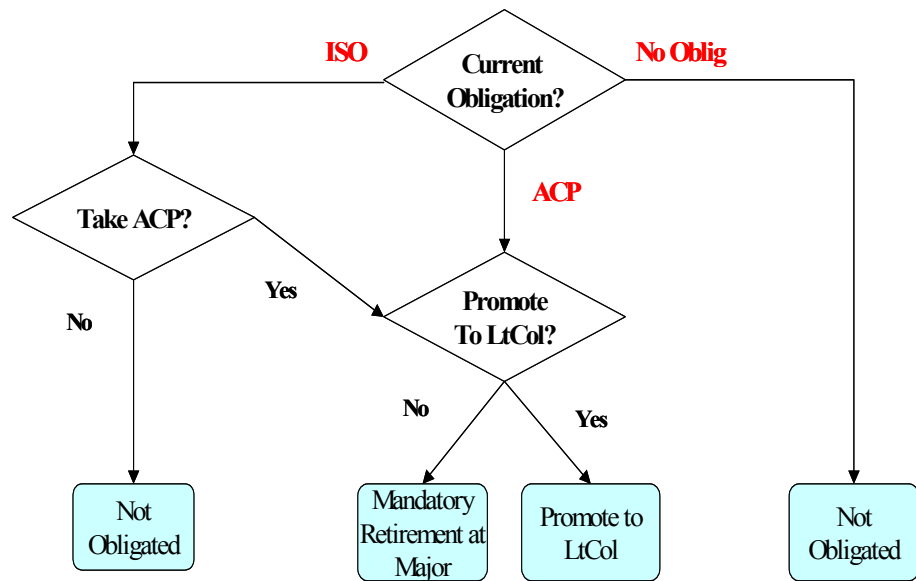 ISO
Current
Obligation?
No Oblig
Take ACP?
ACP
Yes
No
Promote
To LtCol?
No
Yes
Not
Obligated
Mandatory
Retirement at
Major
Promote to
LtCol
Not
Obligated